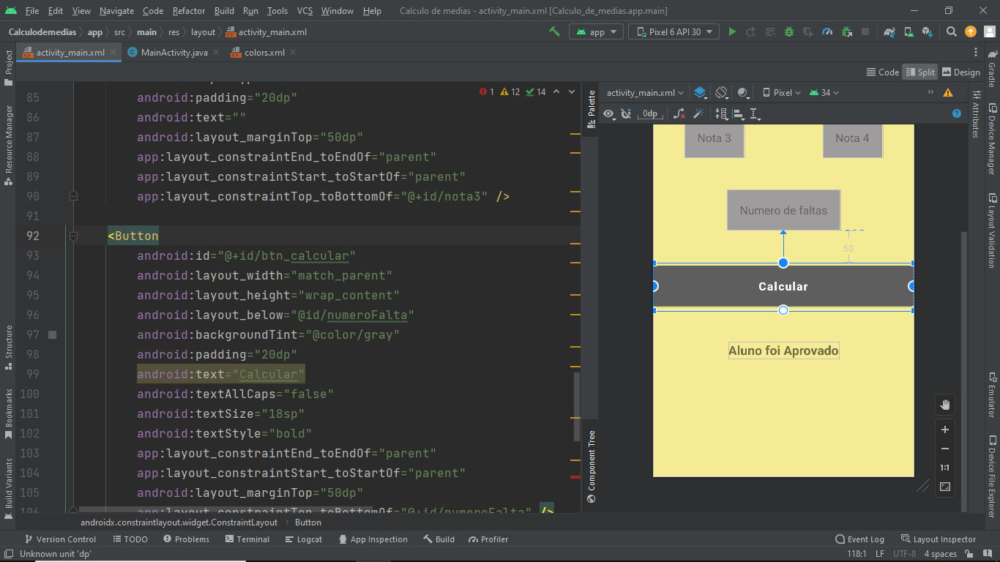 File Edit View Navigate Code Refactor Build Run Tools VCS Window Help Calculo de medias - activity_main.xml [Calculo_de_medias.app.main]
Calculodemedias app src main res layout activity_main.xml app Pixel 6 API 30
activity_main.xml MainActivity.java colors.xml
Code Split Design
1 12 14
activity_main.xml Pixel 34
0dp
85 android:padding="20dp"
86 android:text=""
87 android:layout_marginTop="50dp"
88 app:layout_constraintEnd_toEndOf="parent"
89 app:layout_constraintStart_toStartOf="parent"
90 app:layout_constraintTop_toBottomOf="@+id/nota3" />
91
92 <Button
93 android:id="@+id/btn_calcular"
94 android:layout_width="match_parent"
95 android:layout_height="wrap_content"
96 android:layout_below="@id/numeroFalta"
97 android:backgroundTint="@color/gray"
98 android:padding="20dp"
99 android:text="Calcular"
100 android:textAllCaps="false"
101 android:textSize="18sp"
102 android:textStyle="bold"
103 app:layout_constraintEnd_toEndOf="parent"
104 app:layout_constraintStart_toStartOf="parent"
105 android:layout_marginTop="50dp"
106 app:layout_constraintTop_toBottomOf="@+id/numeroFalta" />
Nota 3 Nota 4
Numero de faltas
50
Calcular
Aluno foi Aprovado
1:1
Project
Resource Manager
Structure
Bookmarks
Build Variants
Palette
Component Tree
Attributes
Gradle
Device Manager
Layout Validation
Emulator
Device File Explorer
androidx.constraintlayout.widget.ConstraintLayout Button
Version Control TODO Problems Terminal Logcat App Inspection Build Profiler Event Log Layout Inspector
Unknown unit 'dp' 118:1 LF UTF-8 4 spaces